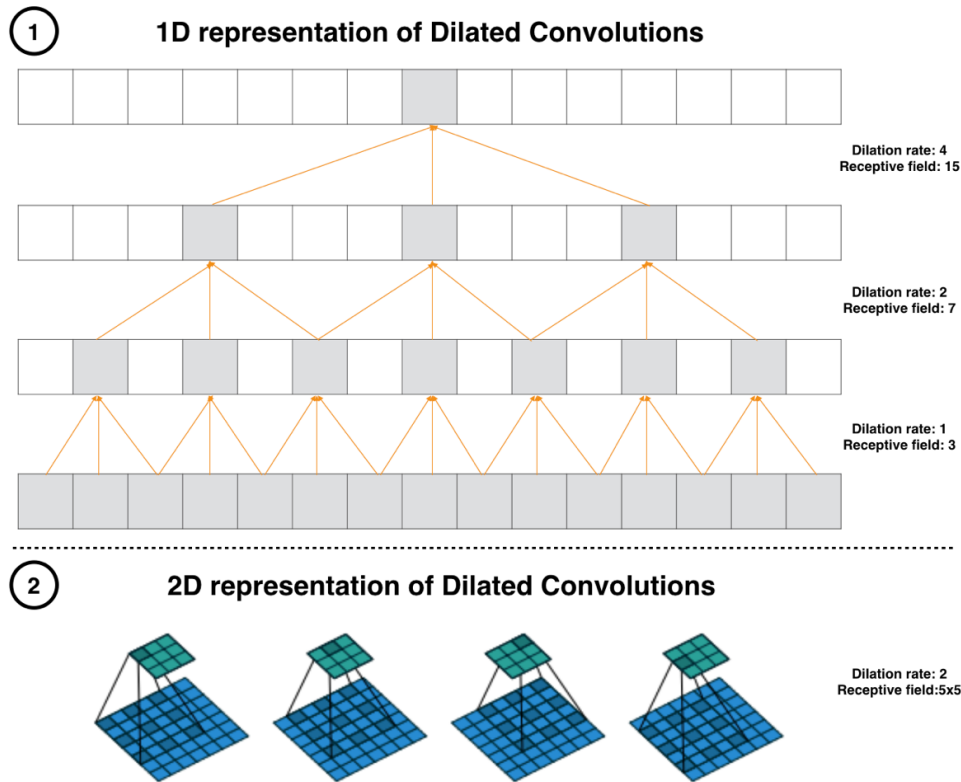 1
1D representation of Dilated Convolutions
Dilation rate: 4
Receptive field: 15
Dilation rate: 2
Receptive field: 7
Dilation rate: 1
Receptive field: 3
2
2D representation of Dilated Convolutions
Dilation rate: 2
Receptive field:5x5